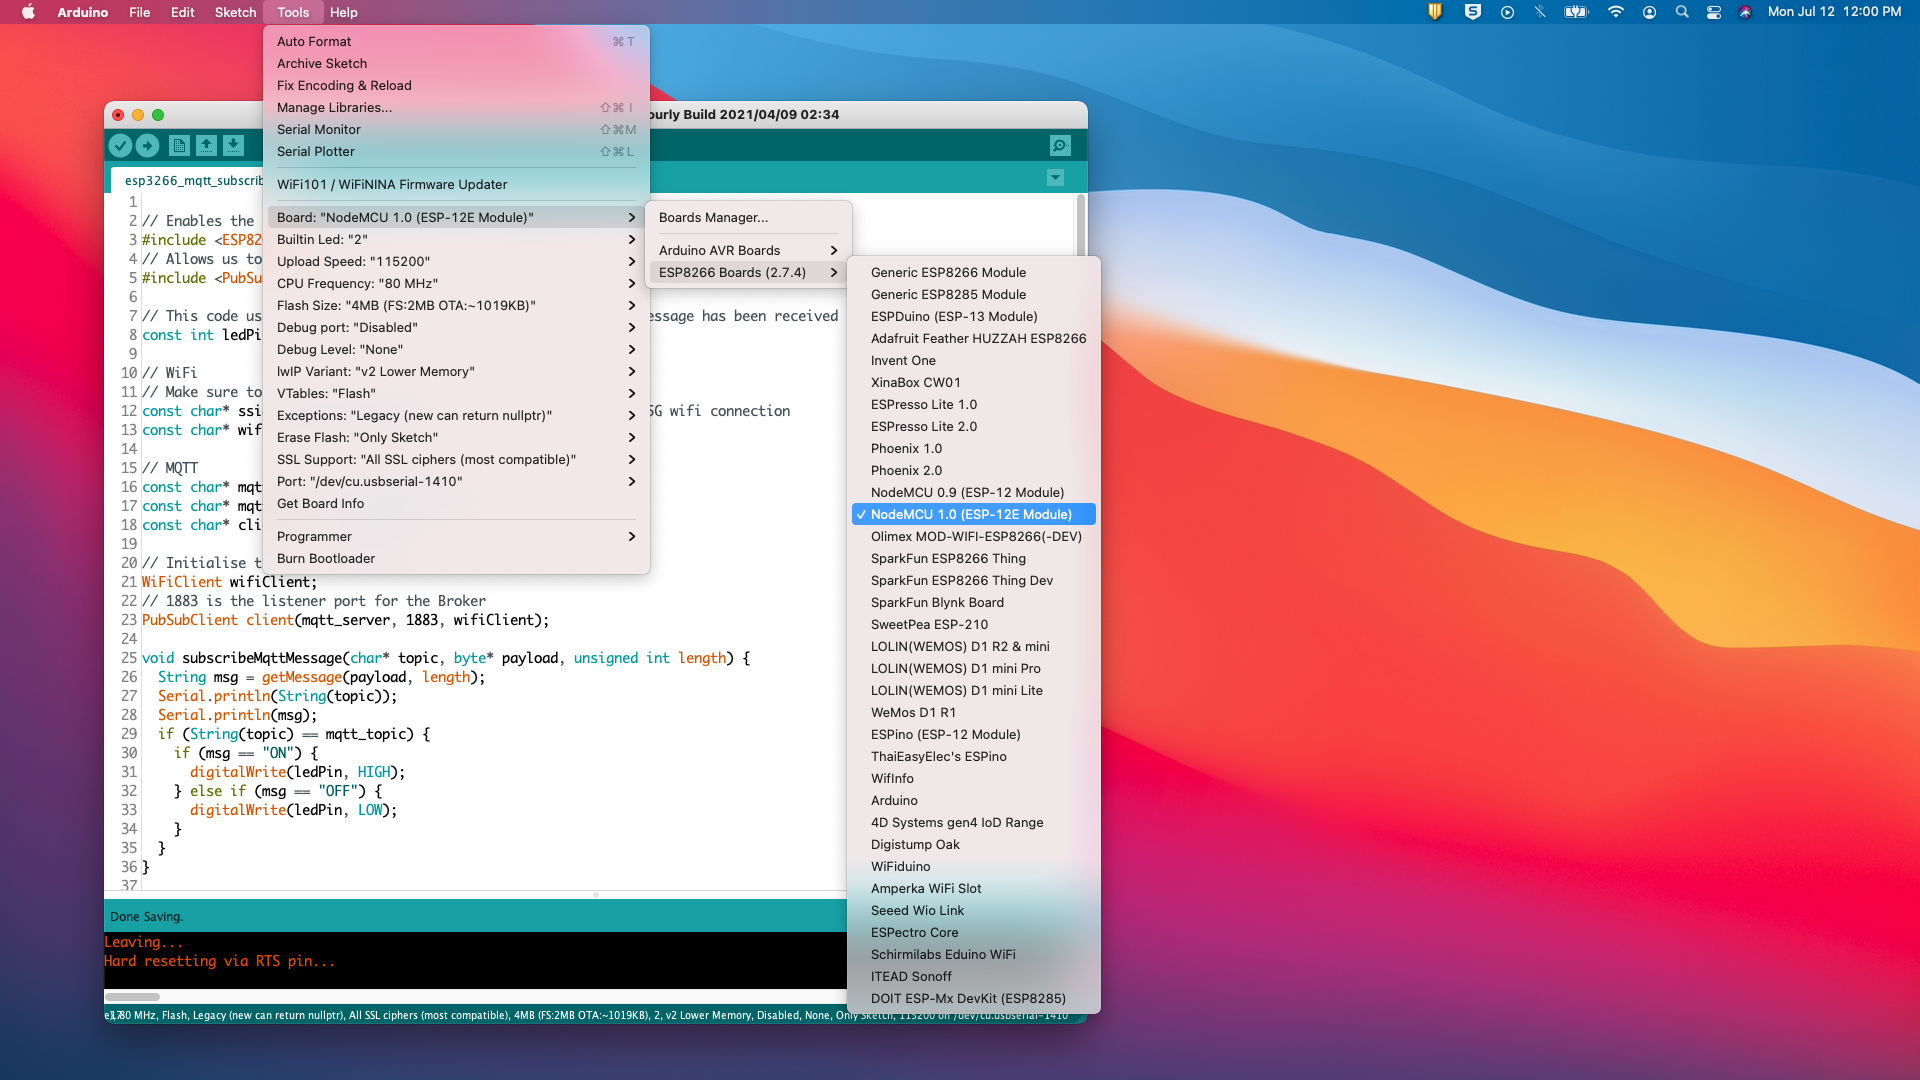 Arduino File Edit Sketch Tools Help
Mon Jul 12 12:00 PM
Auto Format ⌘ T
Archive Sketch
Fix Encoding & Reload
Manage Libraries... ⇧⌘ I
Serial Monitor ⇧⌘M
Serial Plotter ⇧⌘ L
WiFi101 / WiFiNINA Firmware Updater
Board: "NodeMCU 1.0 (ESP-12E Module)"
Builtin Led: "2"
Upload Speed: "115200"
CPU Frequency: "80 MHz"
Flash Size: "4MB (FS:2MB OTA:~1019KB)"
Debug port: "Disabled"
Debug Level: "None"
lwIP Variant: "v2 Lower Memory"
VTables: "Flash"
Exceptions: "Legacy (new can return nullptr)"
Erase Flash: "Only Sketch"
SSL Support: "All SSL ciphers (most compatible)"
Port: "/dev/cu.usbserial-1410"
Get Board Info
Programmer
Burn Bootloader
Boards Manager...
Arduino AVR Boards
ESP8266 Boards (2.7.4)
Generic ESP8266 Module
Generic ESP8285 Module
ESPDuino (ESP-13 Module)
Adafruit Feather HUZZAH ESP8266
Invent One
XinaBox CW01
ESPresso Lite 1.0
ESPresso Lite 2.0
Phoenix 1.0
Phoenix 2.0
NodeMCU 0.9 (ESP-12 Module)
✓ NodeMCU 1.0 (ESP-12E Module)
Olimex MOD-WIFI-ESP8266(-DEV)
SparkFun ESP8266 Thing
SparkFun ESP8266 Thing Dev
SparkFun Blynk Board
SweetPea ESP-210
LOLIN(WEMOS) D1 R2 & mini
LOLIN(WEMOS) D1 mini Pro
LOLIN(WEMOS) D1 mini Lite
WeMos D1 R1
ESPino (ESP-12 Module)
ThaiEasyElec's ESPino
WifInfo
Arduino
4D Systems gen4 IoD Range
Digistump Oak
WiFiduino
Amperka WiFi Slot
Seeed Wio Link
ESPectro Core
Schirmilabs Eduino WiFi
ITEAD Sonoff
DOIT ESP-Mx DevKit (ESP8285)
ourly Build 2021/04/09 02:34
esp3266_mqtt_subscrib
1
2 // Enables the
3 #include <ESP82
4 // Allows us to
5 #include <PubSu
6
7 // This code us essage has been received
8 const int ledPi
9
10 // WiFi
11 // Make sure to 5G wifi connection
12 const char* ssi
13 const char* wif
14
15 // MQTT
16 const char* mqt
17 const char* mqt
18 const char* cli
19
20 // Initialise t
21 WiFiClient wifiClient;
22 // 1883 is the listener port for the Broker
23 PubSubClient client(mqtt_server, 1883, wifiClient);
24
25 void subscribeMqttMessage(char* topic, byte* payload, unsigned int length) {
26 String msg = getMessage(payload, length);
27 Serial.println(String(topic));
28 Serial.println(msg);
29 if (String(topic) == mqtt_topic) {
30 if (msg == "ON") {
31 digitalWrite(ledPin, HIGH);
32 } else if (msg == "OFF") {
33 digitalWrite(ledPin, LOW);
34 }
35 }
36 }
37
Done Saving.
Leaving...
Hard resetting via RTS pin...
80 MHz, Flash, Legacy (new can return nullptr), All SSL ciphers (most compatible), 4MB (FS:2MB OTA:~1019KB), 2, v2 Lower Memory, Disabled, None, Only Sketch, 115200 on /dev/cu.usbserial-1410